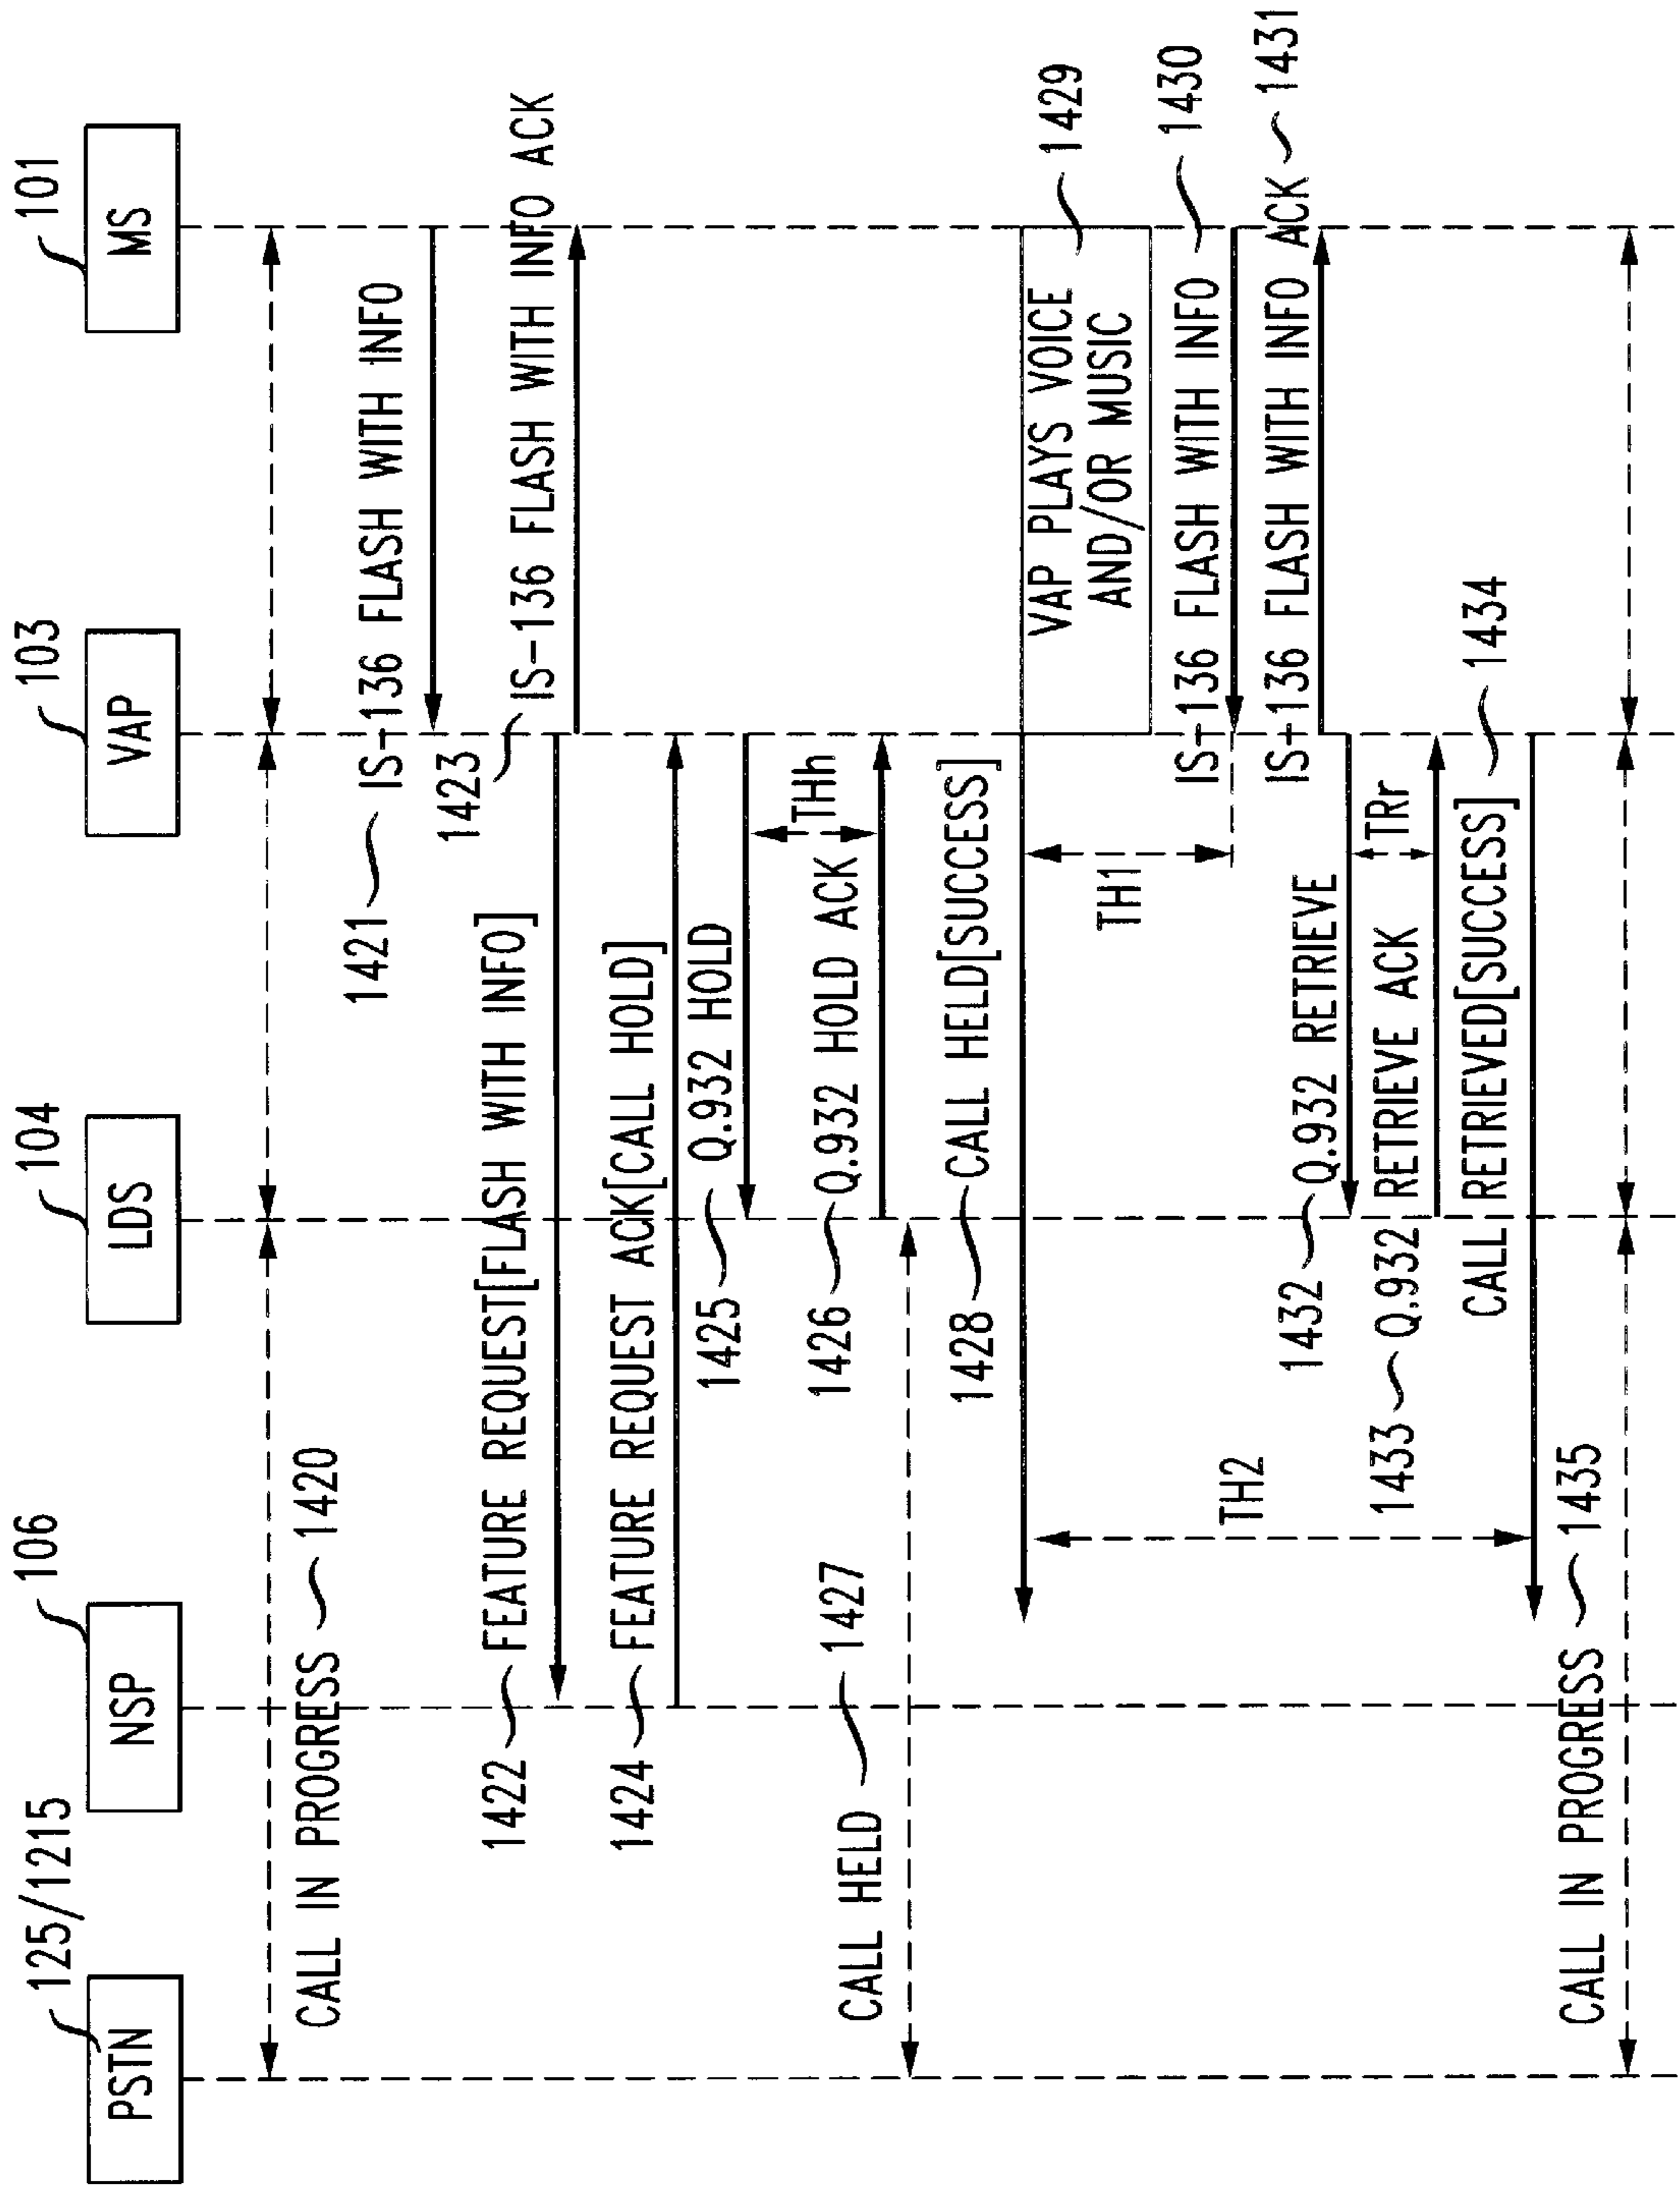 125/1215
106
104
103
101
PSTN
NSP
LDS
VAP
MS
CALL IN PROGRESS 1420
1421 IS-136 FLASH WITH INFO
1422 FEATURE REQUEST[FLASH WITH INFO]
1423 IS-136 FLASH WITH INFO ACK
1424 FEATURE REQUEST ACK[CALL HOLD]
1425 Q.932 HOLD
THh
1426 Q.932 HOLD ACK
CALL HELD 1427
1428 CALL HELD[SUCCESS]
VAP PLAYS VOICE
AND/OR MUSIC
1429
TH1
IS-136 FLASH WITH INFO 1430
IS-136 FLASH WITH INFO ACK 1431
TH2
1432 Q.932 RETRIEVE
TRr
1433 Q.932 RETRIEVE ACK
CALL RETRIEVED[SUCCESS] 1434
CALL IN PROGRESS 1435